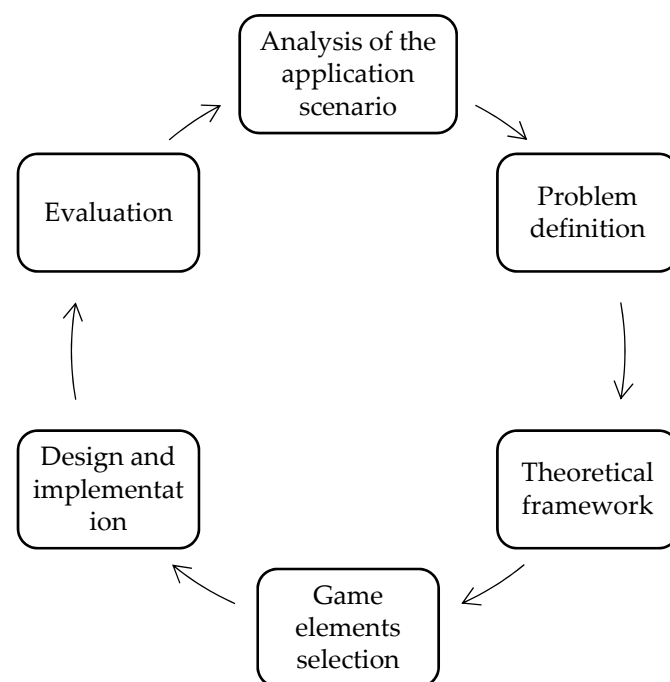 Analysis of the
application
scenario
Problem
definition
Theoretical
framework
Game
elements
selection
Design and
implementat
ion
Evaluation